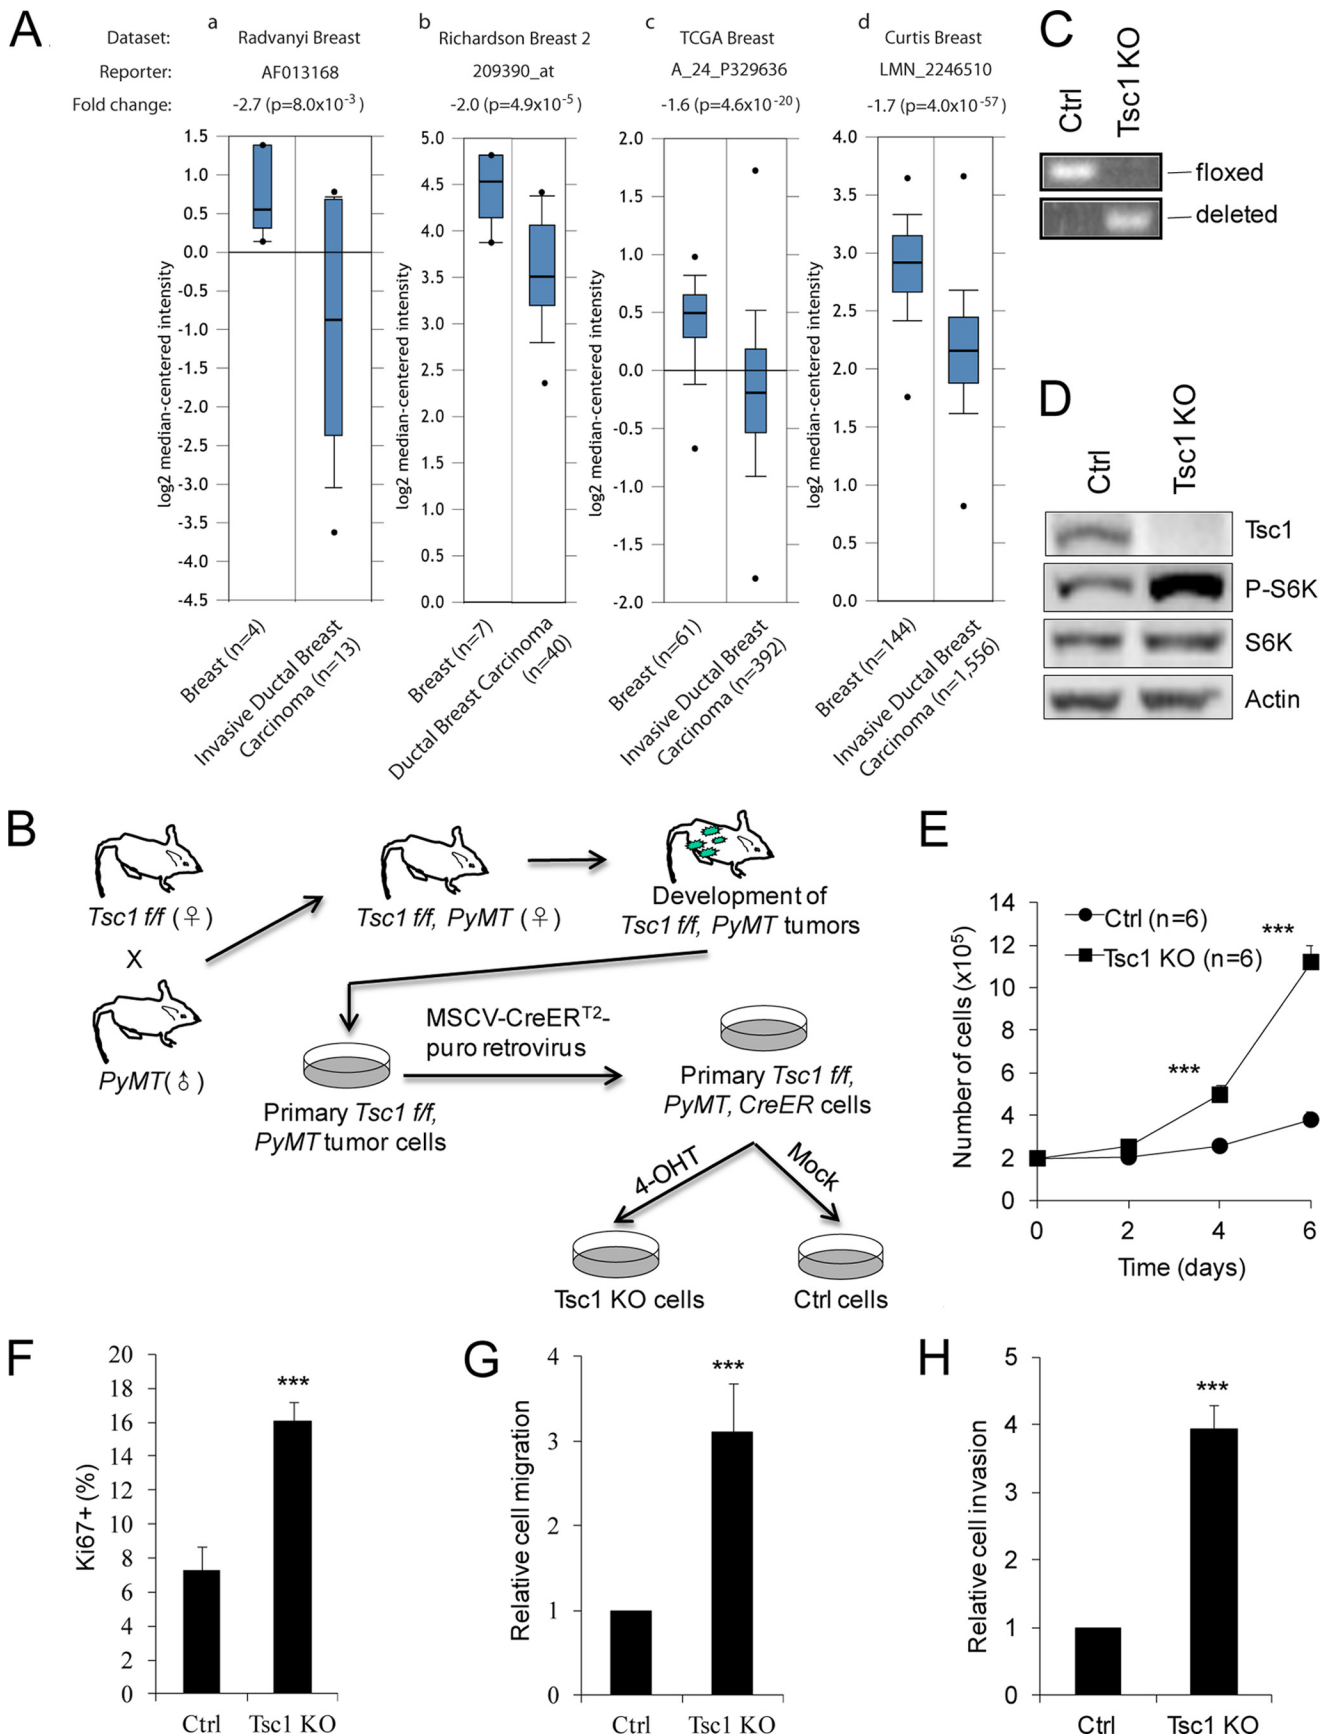 A
a
b
c
d
Dataset:
Radvanyi Breast
Richardson Breast 2
TCGA Breast
Curtis Breast
Reporter:
AF013168
209390_at
A_24_P329636
LMN_2246510
Fold change:
-2.7 (p=8.0x10⁻³)
-2.0 (p=4.9x10⁻⁵)
-1.6 (p=4.6x10⁻²⁰)
-1.7 (p=4.0x10⁻⁵⁷)
log2 median-centered intensity
1.5
1.0
0.5
0.0
-0.5
-1.0
-1.5
-2.0
-2.5
-3.0
-3.5
-4.0
-4.5
Breast (n=4)
Invasive Ductal Breast
Carcinoma (n=13)
log2 median-centered intensity
5.0
4.5
4.0
3.5
3.0
2.5
2.0
1.5
1.0
0.5
0.0
Breast (n=7)
Ductal Breast Carcinoma
(n=40)
log2 median-centered intensity
2.0
1.5
1.0
0.5
0.0
-0.5
-1.0
-1.5
-2.0
Breast (n=61)
Invasive Ductal Breast
Carcinoma (n=392)
log2 median-centered intensity
4.0
3.5
3.0
2.5
2.0
1.5
1.0
0.5
0.0
Breast (n=144)
Invasive Ductal Breast
Carcinoma (n=1,556)
C
Ctrl
Tsc1 KO
floxed
deleted
D
Ctrl
Tsc1 KO
Tsc1
P-S6K
S6K
Actin
B
Tsc1 f/f (♀)
X
PyMT(♂)
Tsc1 f/f, PyMT (♀)
Development of
Tsc1 f/f, PyMT tumors
Primary Tsc1 f/f,
PyMT tumor cells
MSCV-CreERᵀ²-
puro retrovirus
Primary Tsc1 f/f,
PyMT, CreER cells
4-OHT
Mock
Tsc1 KO cells
Ctrl cells
E
Number of cells (x10⁵)
14
12
10
8
6
4
2
0
Ctrl (n=6)
Tsc1 KO (n=6)
***
***
0
2
4
6
Time (days)
F
Ki67+ (%)
20
18
16
14
12
10
8
6
4
2
0
***
Ctrl
Tsc1 KO
G
Relative cell migration
4
3
2
1
0
***
Ctrl
Tsc1 KO
H
Relative cell invasion
5
4
3
2
1
0
***
Ctrl
Tsc1 KO